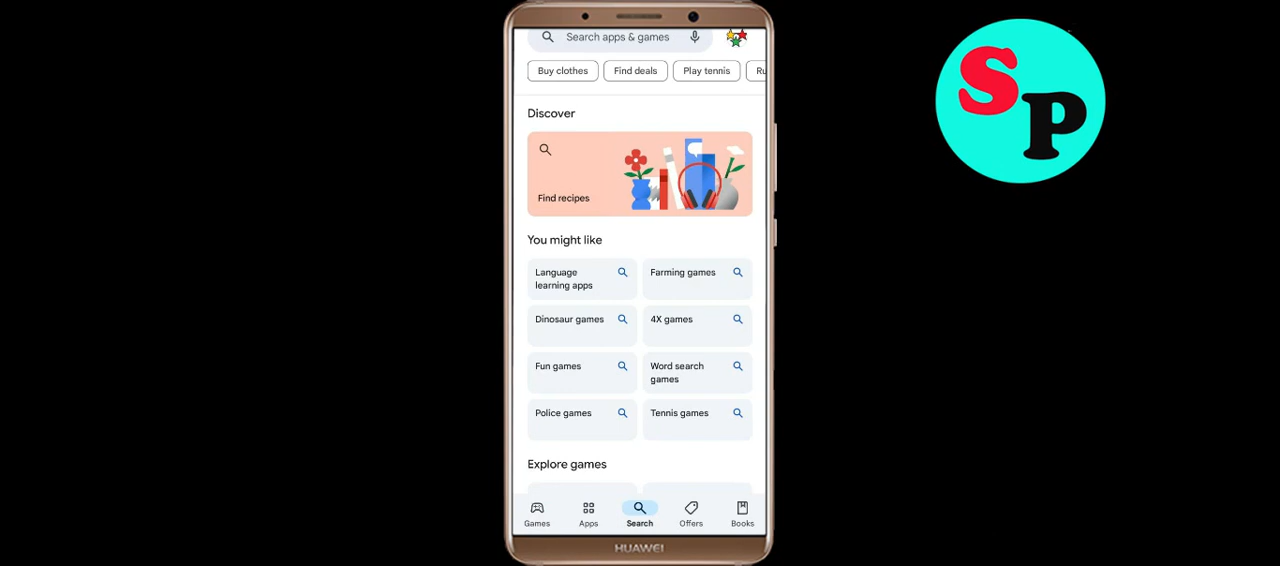 Search apps & games
Buy clothes
Find deals
Play tennis
Ru
Discover
Find recipes
You might like
Language
learning apps
Farming games
Dinosaur games
4X games
Fun games
Word search
games
Police games
Tennis games
Explore games
Games
Apps
Search
Offers
Books
HUAWEI
SP